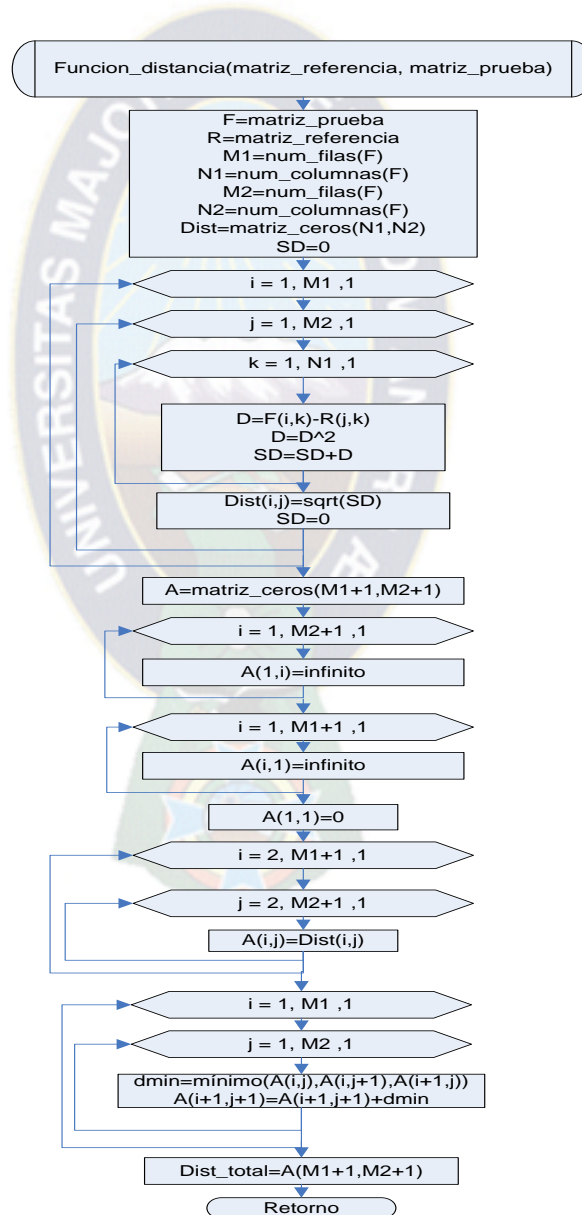 Funcion_distancia(matriz_referencia, matriz_prueba)
F=matriz_prueba
R=matriz_referencia
M1=num_filas(F)
N1=num_columnas(F)
M2=num_filas(F)
N2=num_columnas(F)
Dist=matriz_ceros(N1,N2)
SD=0
i = 1, M1 ,1
j = 1, M2 ,1
k = 1, N1 ,1
D=F(i,k)-R(j,k)
D=D^2
SD=SD+D
Dist(i,j)=sqrt(SD)
SD=0
A=matriz_ceros(M1+1,M2+1)
i = 1, M2+1 ,1
A(1,i)=infinito
i = 1, M1+1 ,1
A(i,1)=infinito
A(1,1)=0
i = 2, M1+1 ,1
j = 2, M2+1 ,1
A(i,j)=Dist(i,j)
i = 1, M1 ,1
j = 1, M2 ,1
dmin=mínimo(A(i,j),A(i,j+1),A(i+1,j))
A(i+1,j+1)=A(i+1,j+1)+dmin
Dist_total=A(M1+1,M2+1)
Retorno
UNIVERSITAS MAJOR